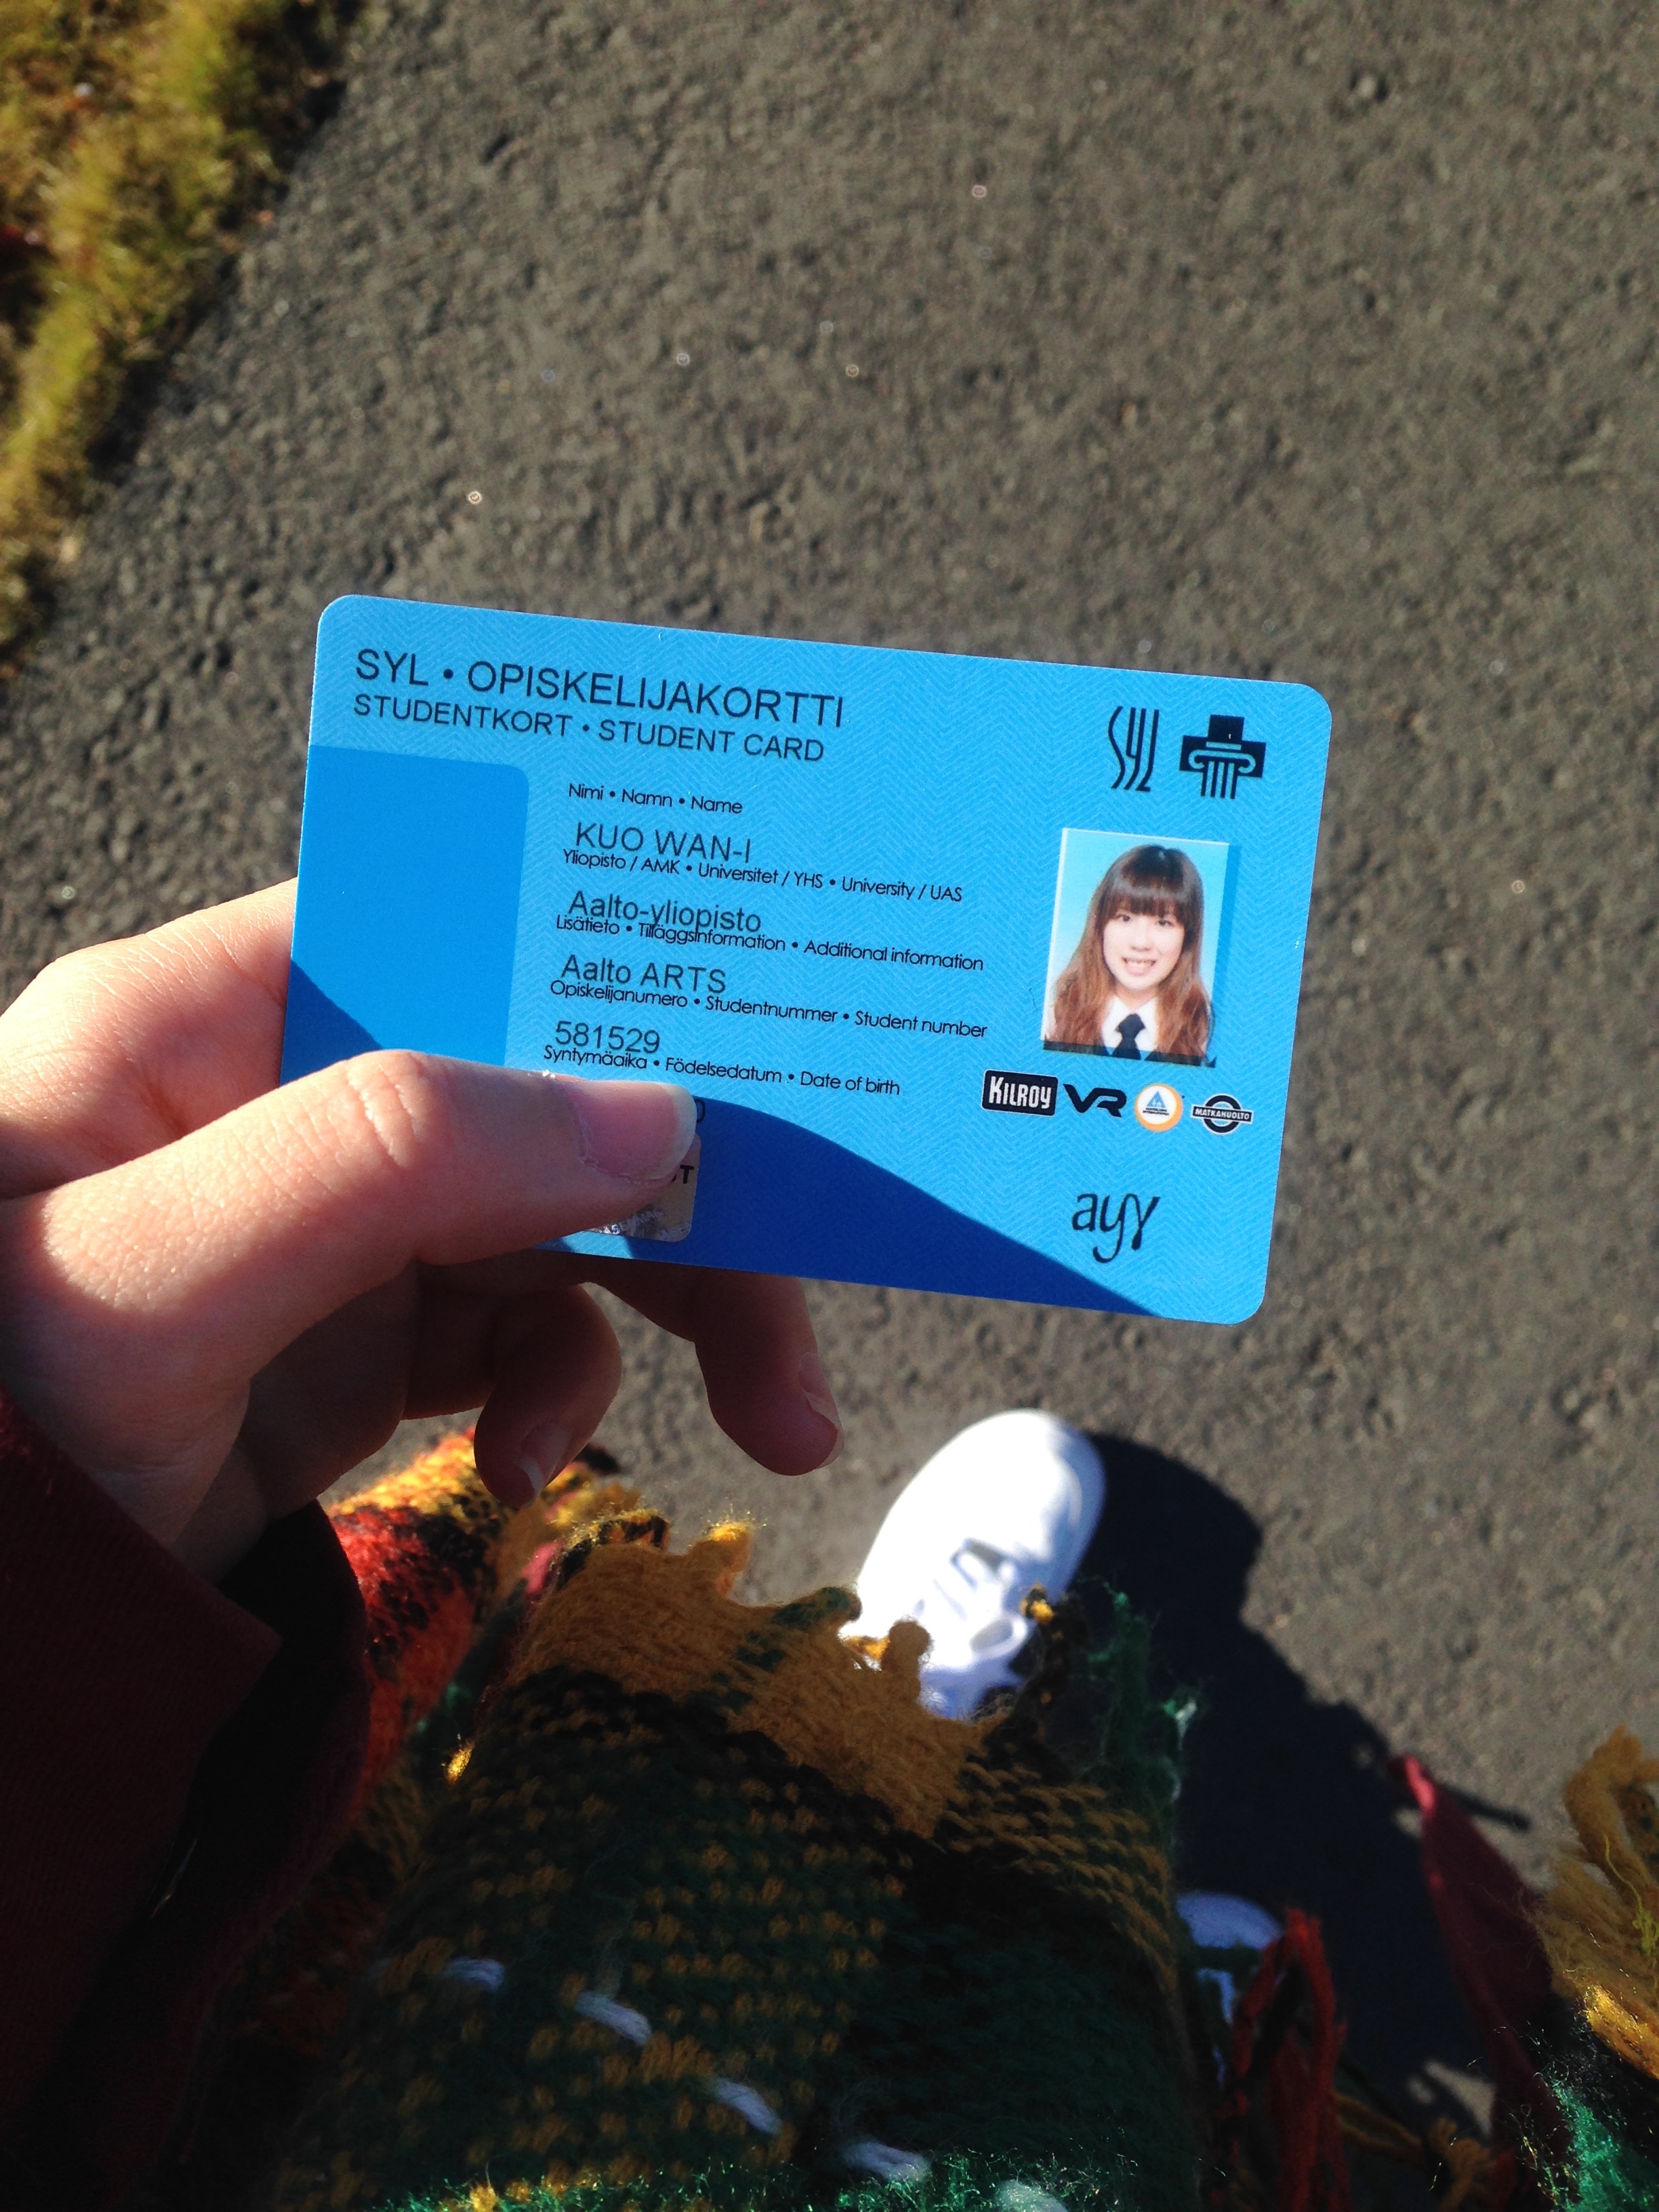 SYL • OPISKELIJAKORTTI
STUDENTKORT • STUDENT CARD
SYL
Nimi • Namn • Name
KUO WAN-I
Yliopisto / AMK • Universitet / YHS • University / UAS
Aalto-yliopisto
Lisätieto • Tilläggsinformation • Additional information
Aalto ARTS
Opiskelijanumero • Studentnummer • Student number
581529
Syntymäaika • Födelsedatum • Date of birth
KILROY VR MATKAHUOLTO
ayy